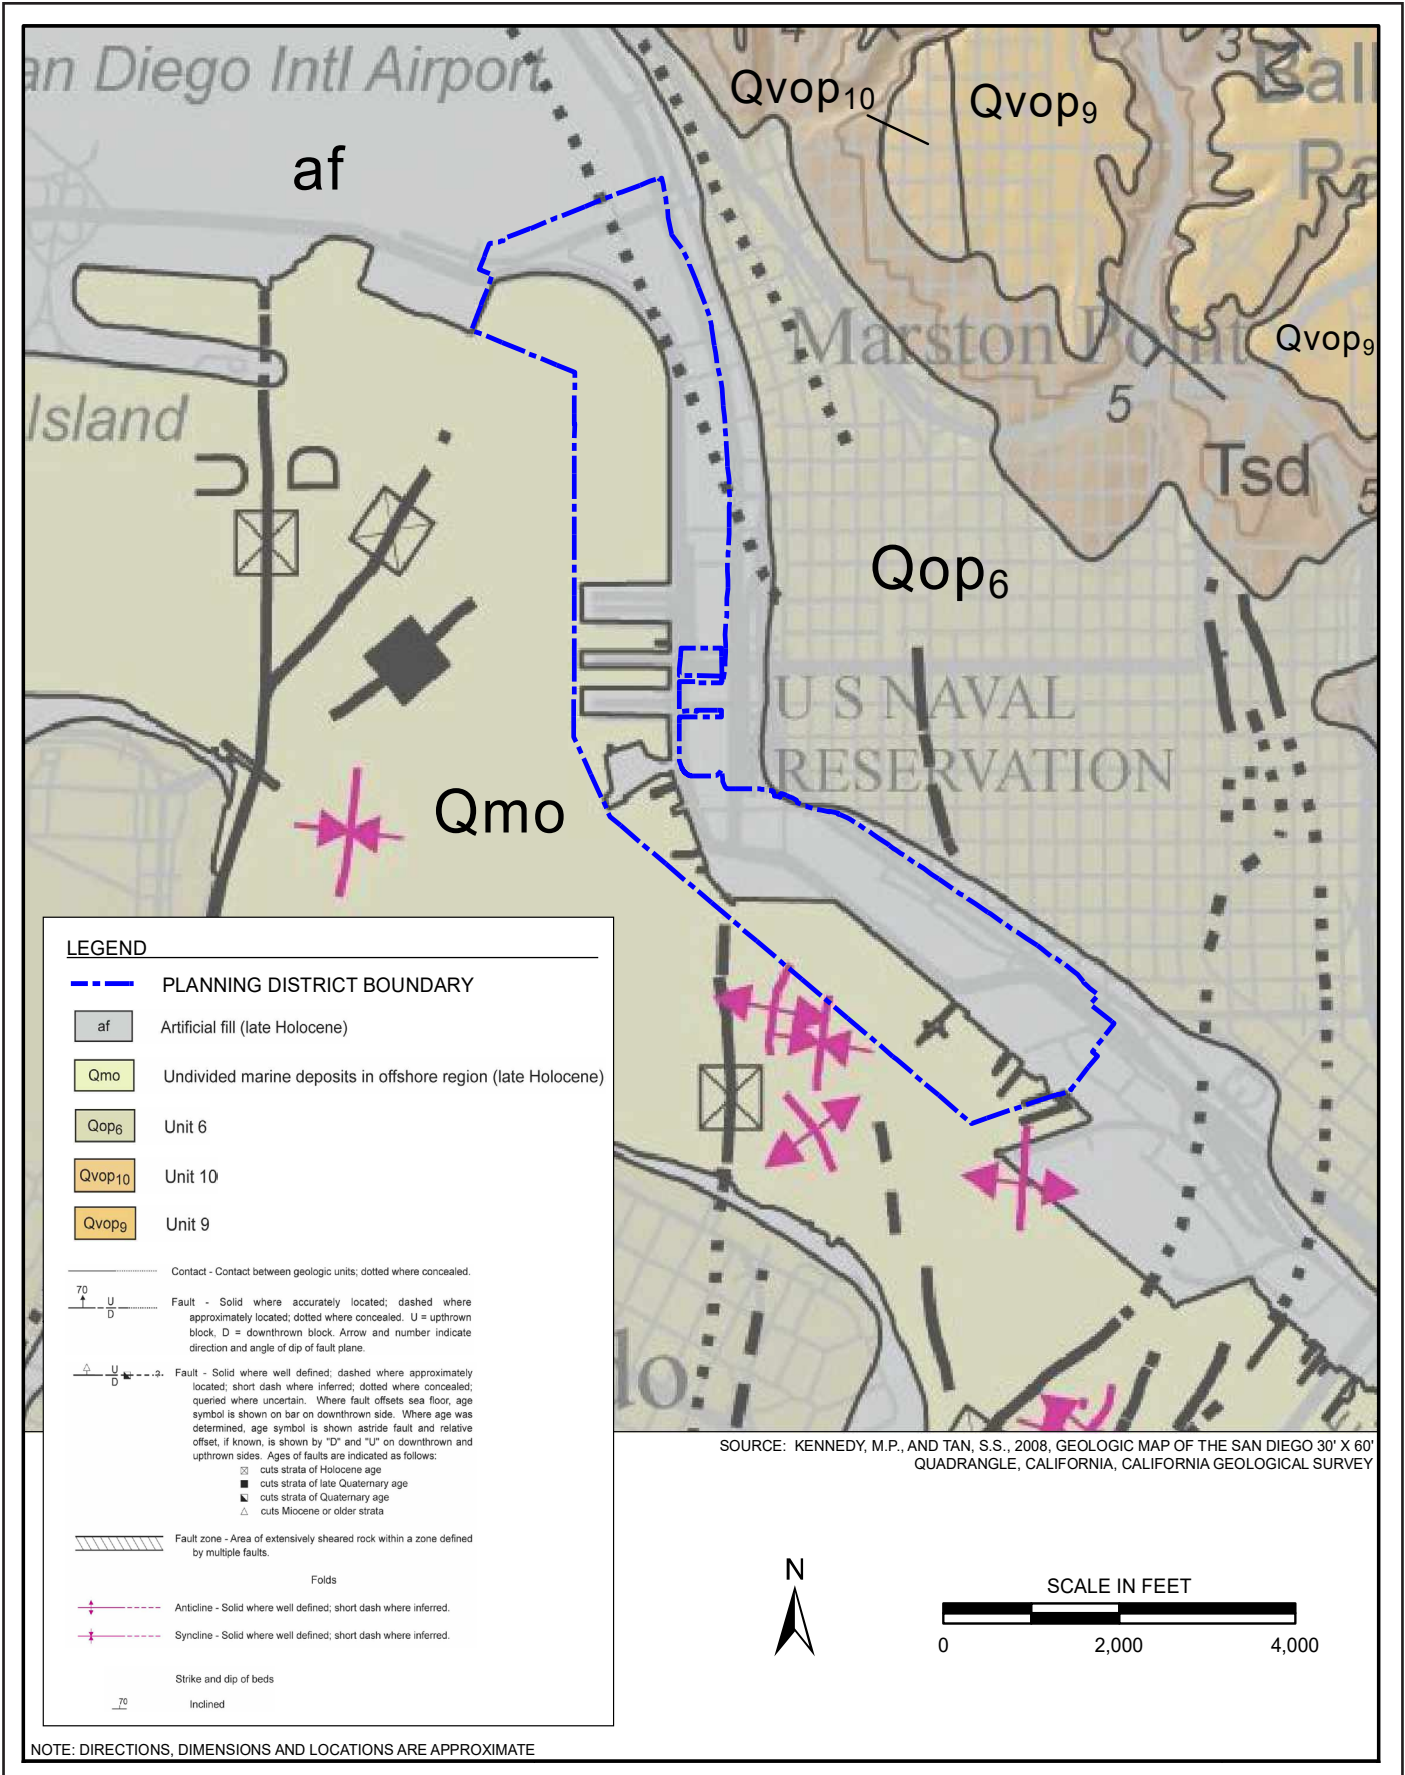 an Diego Intl Airport
af
Qvop10
Qvop9
4
3
Ball
Pa
Marston Point
Qvop9
5
Island
U
D
Tsd
5
Qop6
U S NAVAL
RESERVATION
Qmo
do
LEGEND
PLANNING DISTRICT BOUNDARY
af Artificial fill (late Holocene)
Qmo Undivided marine deposits in offshore region (late Holocene)
Qop6 Unit 6
Qvop10 Unit 10
Qvop9 Unit 9
Contact - Contact between geologic units; dotted where concealed.
70
U
D
Fault - Solid where accurately located; dashed where
approximately located; dotted where concealed. U = upthrown
block, D = downthrown block. Arrow and number indicate
direction and angle of dip of fault plane.
U
D
?
Fault - Solid where well defined; dashed where approximately
located; short dash where inferred; dotted where concealed;
queried where uncertain. Where fault offsets sea floor, age
symbol is shown on bar on downthrown side. Where age was
determined, age symbol is shown astride fault and relative
offset, if known, is shown by "D" and "U" on downthrown and
upthrown sides. Ages of faults are indicated as follows:
cuts strata of Holocene age
cuts strata of late Quaternary age
cuts strata of Quaternary age
cuts Miocene or older strata
Fault zone - Area of extensively sheared rock within a zone defined
by multiple faults.
Folds
Anticline - Solid where well defined; short dash where inferred.
Syncline - Solid where well defined; short dash where inferred.
Strike and dip of beds
70
Inclined
SOURCE: KENNEDY, M.P., AND TAN, S.S., 2008, GEOLOGIC MAP OF THE SAN DIEGO 30' X 60'
QUADRANGLE, CALIFORNIA, CALIFORNIA GEOLOGICAL SURVEY
N
SCALE IN FEET
0 2,000 4,000
NOTE: DIRECTIONS, DIMENSIONS AND LOCATIONS ARE APPROXIMATE